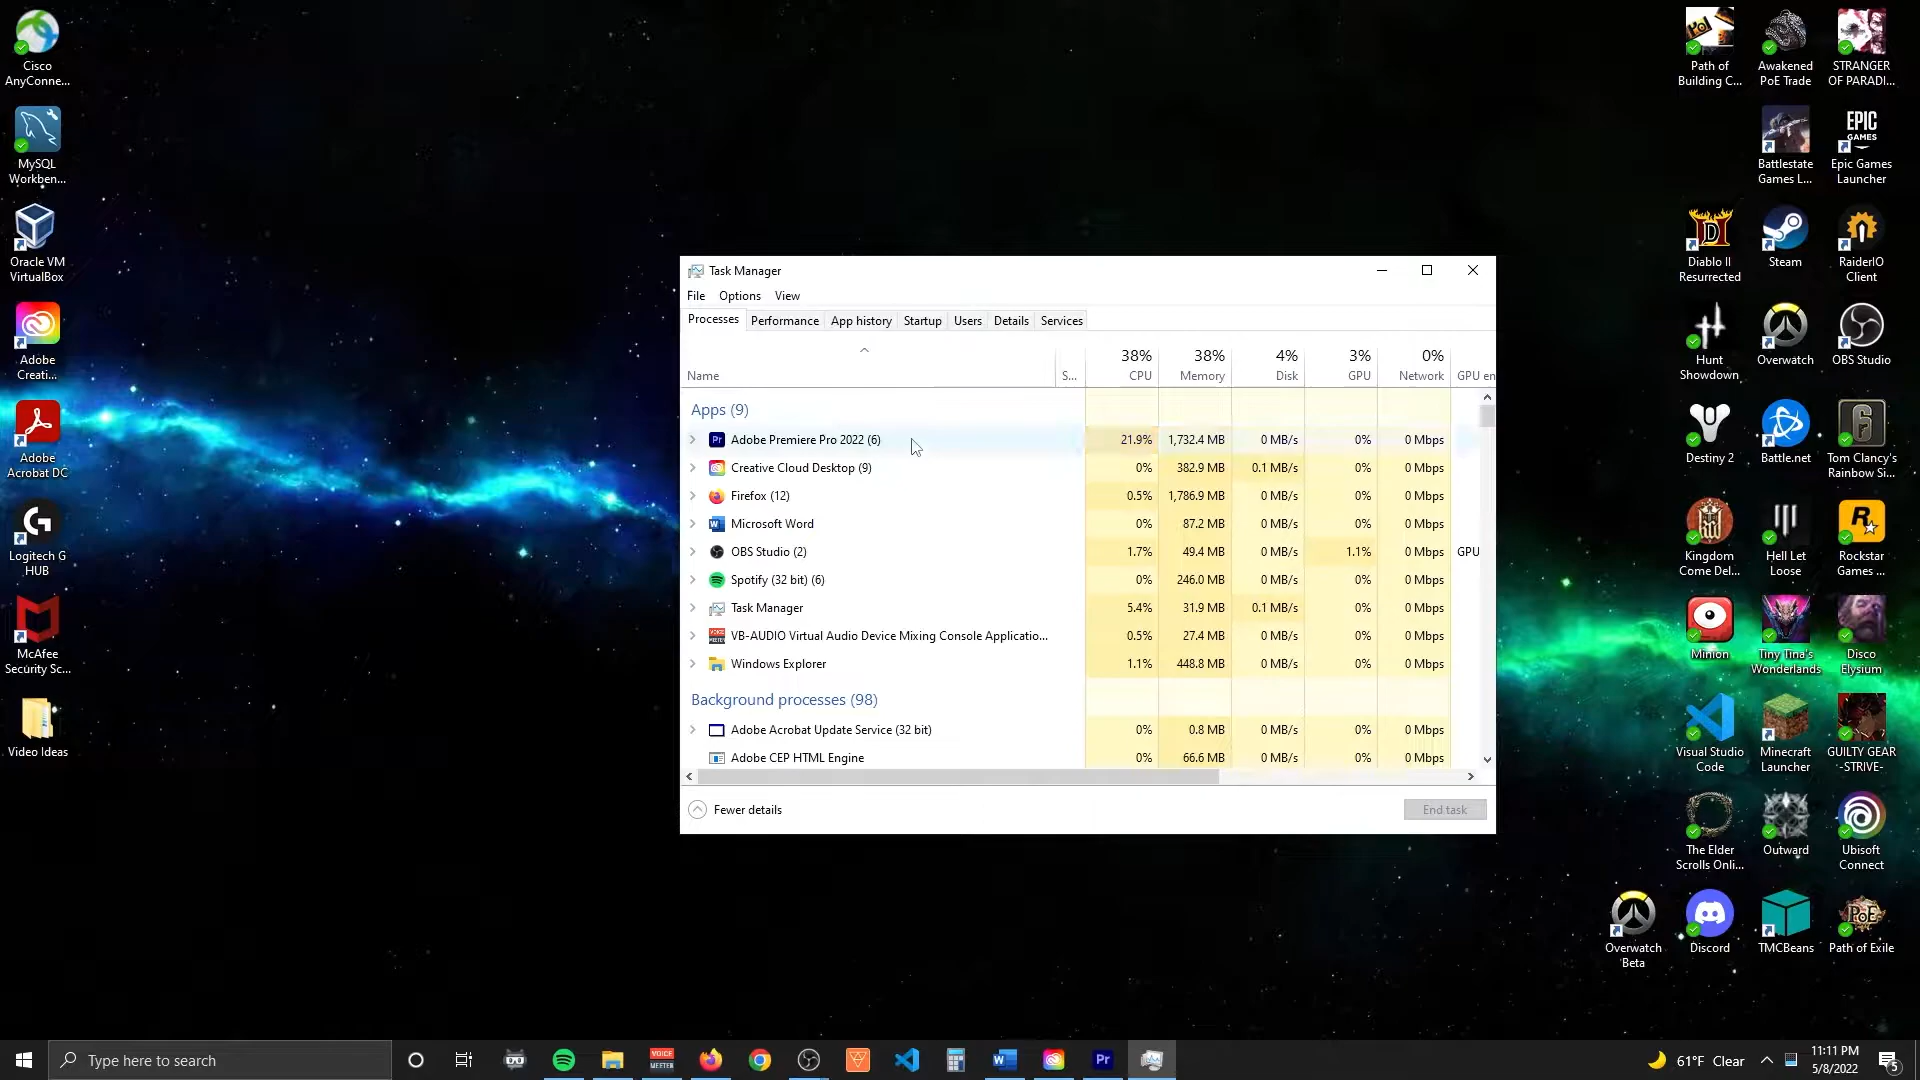 Cisco
AnyConne...
MySQL
Workben...
Oracle VM
VirtualBox
Adobe
Creati...
Adobe
Acrobat DC
Logitech G
HUB
McAfee
Security Sc...
Video Ideas
Task Manager
File Options View
Processes Performance App history Startup Users Details Services
38% 38% 4% 3% 0%
Name S... CPU Memory Disk GPU Network GPU en
Apps (9)
Adobe Premiere Pro 2022 (6) 21.9% 1,732.4 MB 0 MB/s 0% 0 Mbps
Creative Cloud Desktop (9) 0% 382.9 MB 0.1 MB/s 0% 0 Mbps
Firefox (12) 0.5% 1,786.9 MB 0 MB/s 0% 0 Mbps
Microsoft Word 0% 87.2 MB 0 MB/s 0% 0 Mbps
OBS Studio (2) 1.7% 49.4 MB 0 MB/s 1.1% 0 Mbps GPU
Spotify (32 bit) (6) 0% 246.0 MB 0 MB/s 0% 0 Mbps
Task Manager 5.4% 31.9 MB 0.1 MB/s 0% 0 Mbps
VB-AUDIO Virtual Audio Device Mixing Console Applicatio... 0.5% 27.4 MB 0 MB/s 0% 0 Mbps
Windows Explorer 1.1% 448.8 MB 0 MB/s 0% 0 Mbps
Background processes (98)
Adobe Acrobat Update Service (32 bit) 0% 0.8 MB 0 MB/s 0% 0 Mbps
Adobe CEP HTML Engine 0% 66.6 MB 0 MB/s 0% 0 Mbps
Fewer details End task
Path of
Building C...
Awakened
PoE Trade
STRANGER
OF PARADI...
Battlestate
Games L...
EPIC
GAMES
Epic Games
Launcher
Diablo II
Resurrected
Steam
RaiderIO
Client
Hunt
Showdown
Overwatch
OBS Studio
Destiny 2
Battle.net
Tom Clancy's
Rainbow Si...
Kingdom
Come Del...
Hell Let
Loose
Rockstar
Games ...
Minion
Tiny Tina's
Wonderlands
Disco
Elysium
Visual Studio
Code
Minecraft
Launcher
GUILTY GEAR
-STRIVE-
The Elder
Scrolls Onli...
Outward
Ubisoft
Connect
Overwatch
Beta
Discord
TMCBeans
Path of Exile
Type here to search
VOICE
MEETER
Pr
61°F Clear
11:11 PM
5/8/2022
5